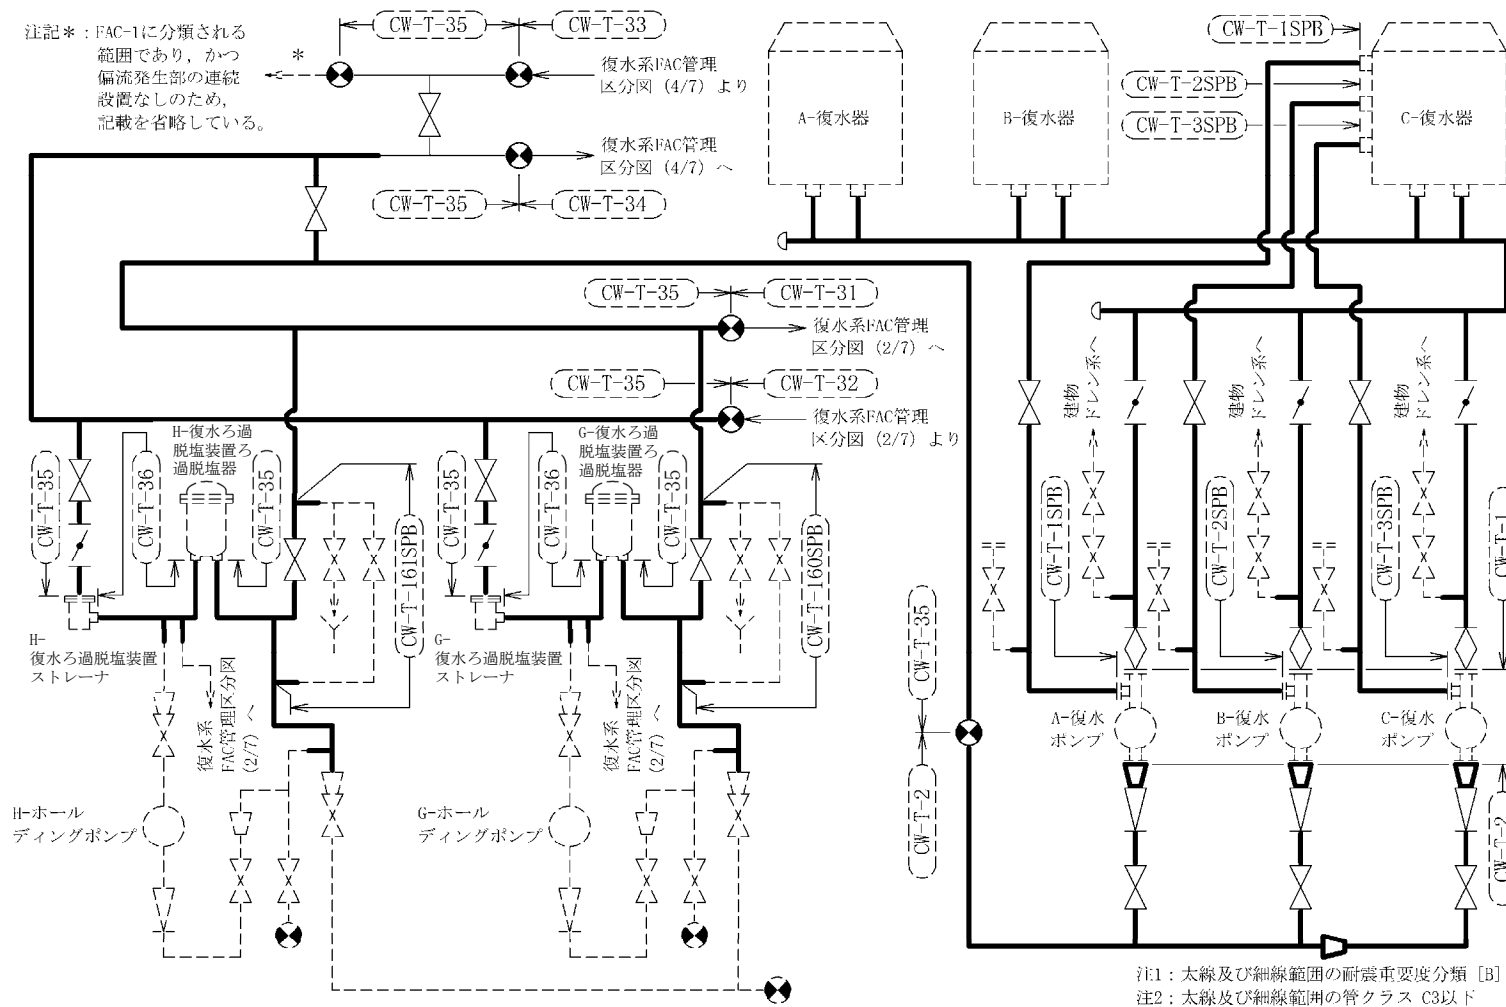 注記＊：FAC-1に分類される
範囲であり，かつ
偏流発生部の連続
設置なしのため，
記載を省略している。
＊
CW-T-35
CW-T-33
復水系FAC管理
区分図（4/7）より
復水系FAC管理
区分図（4/7）へ
CW-T-35
CW-T-34
A-復水器
B-復水器
C-復水器
CW-T-1SPB
CW-T-2SPB
CW-T-3SPB
CW-T-35
CW-T-31
復水系FAC管理
区分図（2/7）へ
CW-T-35
CW-T-32
復水系FAC管理
区分図（2/7）より
H-復水ろ過
脱塩装置ろ
過脱塩器
CW-T-35
CW-T-36
CW-T-35
CW-T-161SPB
G-復水ろ過
脱塩装置ろ
過脱塩器
CW-T-35
CW-T-36
CW-T-35
CW-T-160SPB
H-
復水ろ過脱塩装置
ストレーナ
G-
復水ろ過脱塩装置
ストレーナ
復水系
FAC管理区分図
（2/7）へ
復水系
FAC管理区分図
（2/7）へ
H-ホール
ディングポンプ
G-ホール
ディングポンプ
CW-T-35
CW-T-2
建物
ドレン系へ
建物
ドレン系へ
建物
ドレン系へ
CW-T-1SPB
CW-T-2SPB
CW-T-3SPB
CW-T-1
A-復水
ポンプ
B-復水
ポンプ
C-復水
ポンプ
CW-T-2
注1：太線及び細線範囲の耐震重要度分類［B］
注2：太線及び細線範囲の管クラス C3以下